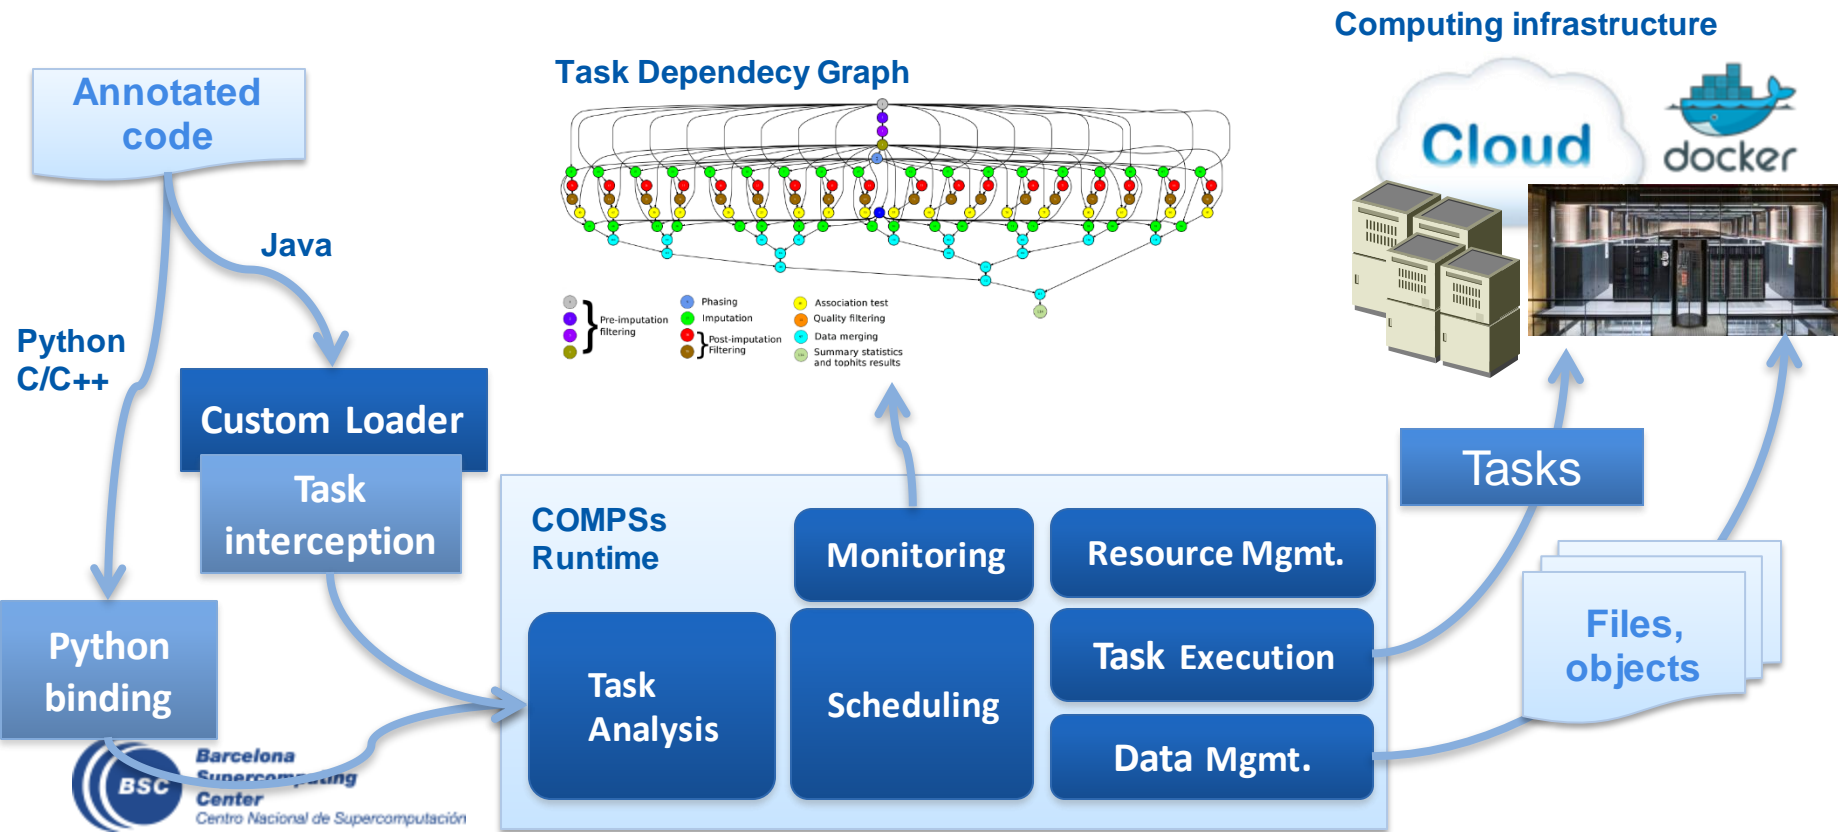 Computing infrastructure
Task Dependecy Graph
Annotated
code
Cloud
docker
Java
Python
C/C++
Pre-imputation
filtering
Phasing
Imputation
Post-imputation
Filtering
Association test
Quality filtering
Data merging
Summary statistics
and tophits results
Custom Loader
Task
interception
Tasks
COMPSs
Runtime
Monitoring
Resource Mgmt.
Python
binding
Task
Analysis
Scheduling
Task Execution
Data Mgmt.
Files,
objects
BSC
Barcelona
Supercomputing
Center
Centro Nacional de Supercomputación